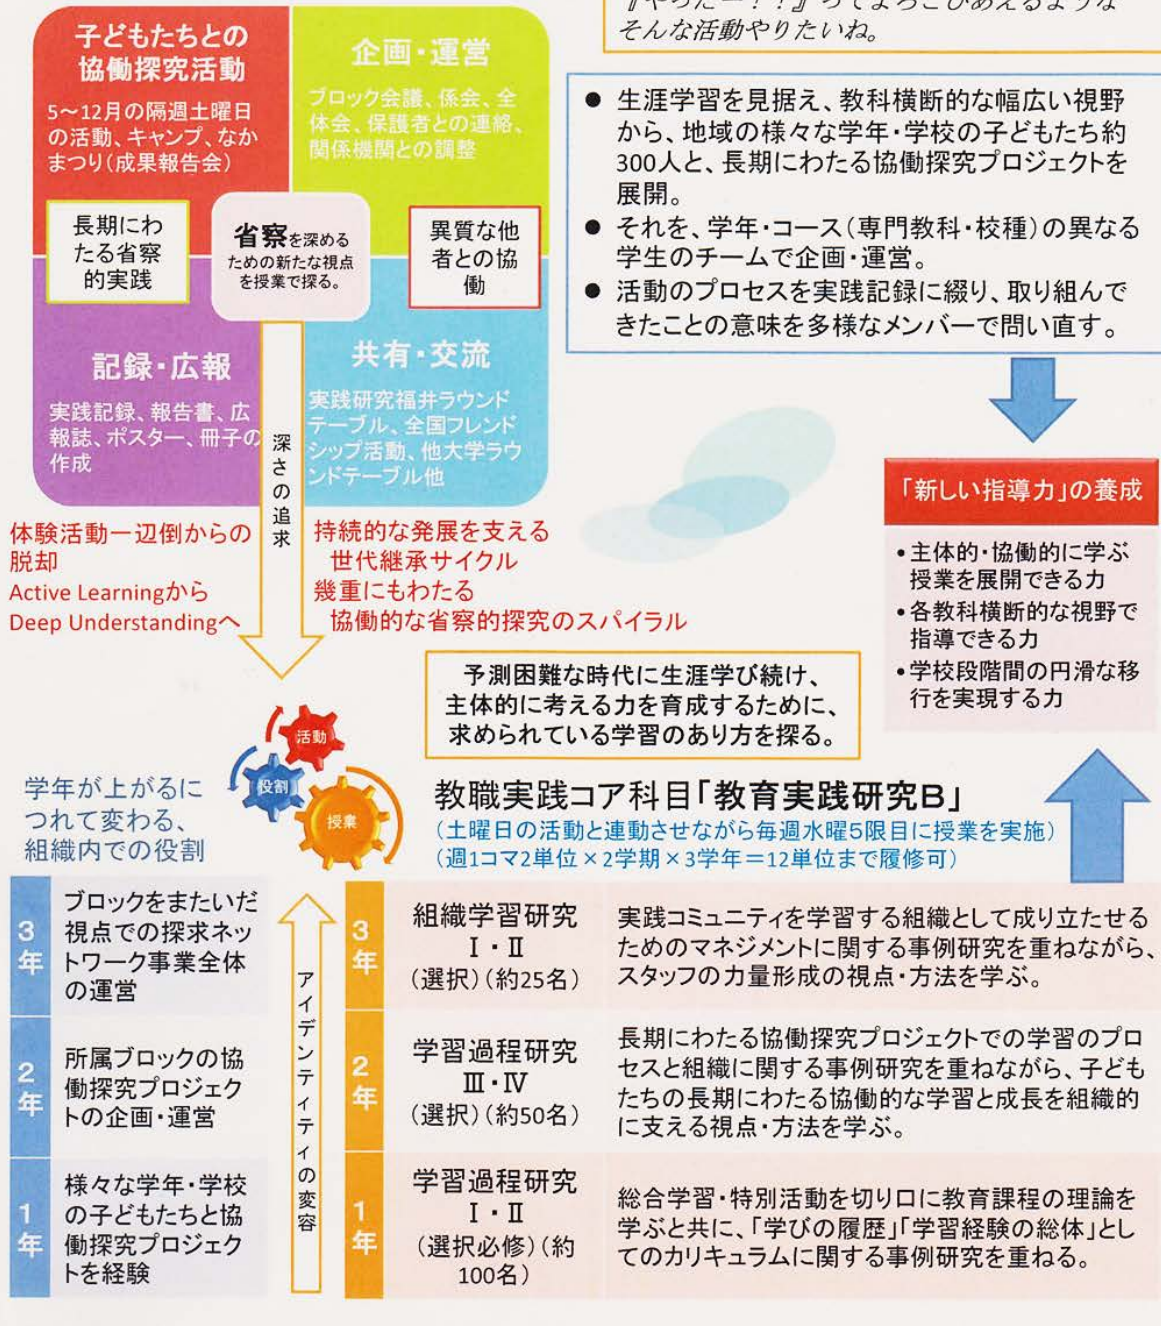 『やったー！！』ってよろこびあえるような
そんな活動やりたいね。
子どもたちとの
協働探究活動
5～12月の隔週土曜日
の活動、キャンプ、なか
まつり(成果報告会)
企画・運営
ブロック会議、係会、全
体会、保護者との連絡、
関係機関との調整
長期にわ
たる省察
的実践
省察を深める
ための新たな視点
を授業で探る。
異質な他
者との協
働
記録・広報
実践記録、報告書、広
報誌、ポスター、冊子の
作成
共有・交流
実践研究福井ラウンド
テーブル、全国フレンド
シップ活動、他大学ラウ
ンドテーブル他
深さの追求
● 生涯学習を見据え、教科横断的な幅広い視野
から、地域の様々な学年・学校の子どもたち約
300人と、長期にわたる協働探究プロジェクトを
展開。
● それを、学年・コース(専門教科・校種)の異なる
学生のチームで企画・運営。
● 活動のプロセスを実践記録に綴り、取り組んで
きたことの意味を多様なメンバーで問い直す。
体験活動一辺倒からの
脱却
Active Learningから
Deep Understandingへ
持続的な発展を支える
世代継承サイクル
幾重にもわたる
協働的な省察的探究のスパイラル
「新しい指導力」の養成
•主体的・協働的に学ぶ
授業を展開できる力
•各教科横断的な視野で
指導できる力
•学校段階間の円滑な移
行を実現する力
予測困難な時代に生涯学び続け、
主体的に考える力を育成するために、
求められている学習のあり方を探る。
活動
役割
授業
学年が上がるに
つれて変わる、
組織内での役割
教職実践コア科目「教育実践研究B」
(土曜日の活動と連動させながら毎週水曜5限目に授業を実施)
(週1コマ2単位×2学期×3学年＝12単位まで履修可)
3年
ブロックをまたいだ
視点での探求ネッ
トワーク事業全体
の運営
2年
所属ブロックの協
働探究プロジェク
トの企画・運営
1年
様々な学年・学校
の子どもたちと協
働探究プロジェク
トを経験
アイデンティティの変容
3年
組織学習研究
Ⅰ・Ⅱ
(選択)(約25名)
実践コミュニティを学習する組織として成り立たせる
ためのマネジメントに関する事例研究を重ねながら、
スタッフの力量形成の視点・方法を学ぶ。
2年
学習過程研究
Ⅲ・Ⅳ
(選択)(約50名)
長期にわたる協働探究プロジェクトでの学習のプロ
セスと組織に関する事例研究を重ねながら、子ども
たちの長期にわたる協働的な学習と成長を組織的
に支える視点・方法を学ぶ。
1年
学習過程研究
Ⅰ・Ⅱ
(選択必修)(約
100名)
総合学習・特別活動を切り口に教育課程の理論を
学ぶと共に、「学びの履歴」「学習経験の総体」とし
てのカリキュラムに関する事例研究を重ねる。